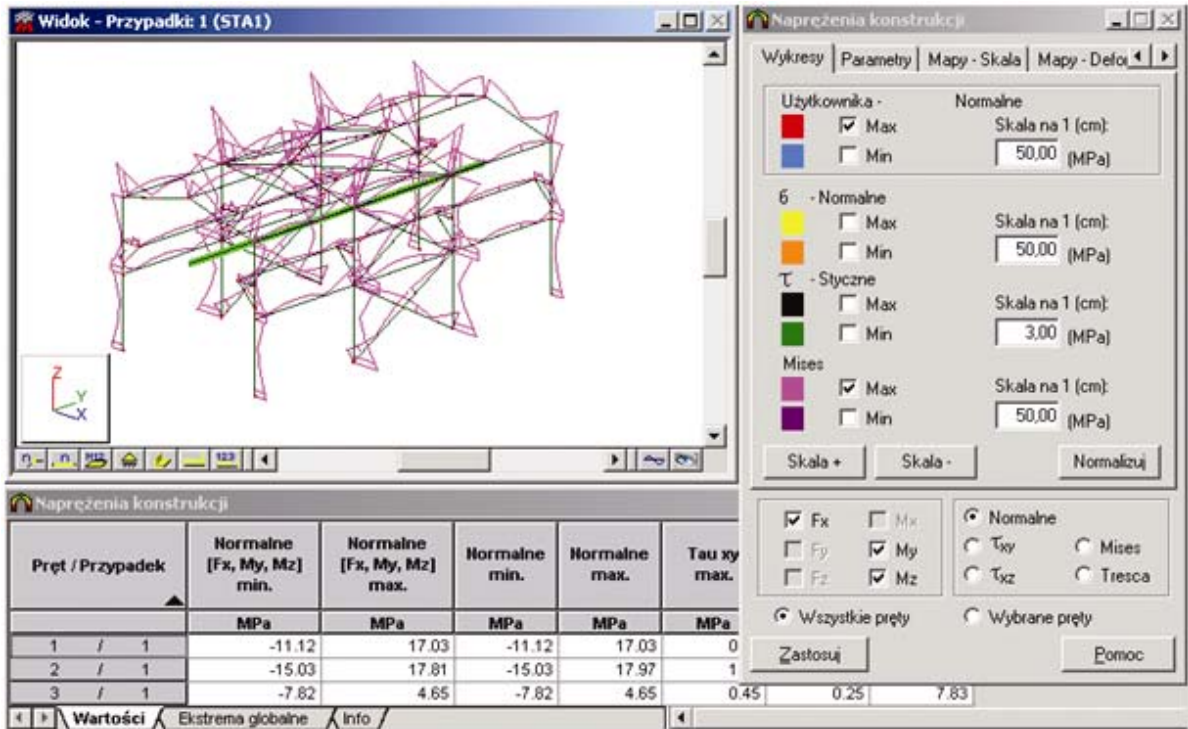 Widok - Przypadki: 1 (STA1)
Z
Y
X
Naprężenia konstrukcji
Wykresy
Parametry
Mapy - Skala
Mapy - Defor
Użytkownika -
Normalne
Max
Skala na 1 (cm):
Min
50,00 (MPa)
б - Normalne
Max
Skala na 1 (cm):
Min
50,00 (MPa)
τ - Styczne
Max
Skala na 1 (cm):
Min
3,00 (MPa)
Mises
Max
Skala na 1 (cm):
Min
50,00 (MPa)
Skala +
Skala -
Normalizuj
Fx Mx
Fy My
Fz Mz
Normalne
τxy Mises
τxz Tresca
Wszystkie pręty
Wybrane pręty
Zastosuj
Pomoc
Naprężenia konstrukcji
Pręt / Przypadek Normalne [Fx, My, Mz] min. Normalne [Fx, My, Mz] max. Normalne min. Normalne max. Tau xy max.
MPa MPa MPa MPa MPa
1 / 1 -11.12 17.03 -11.12 17.03 0
2 / 1 -15.03 17.81 -15.03 17.97 1
3 / 1 -7.82 4.65 -7.82 4.65 0.45 0.25 7.83
Wartości
Ekstrema globalne
Info